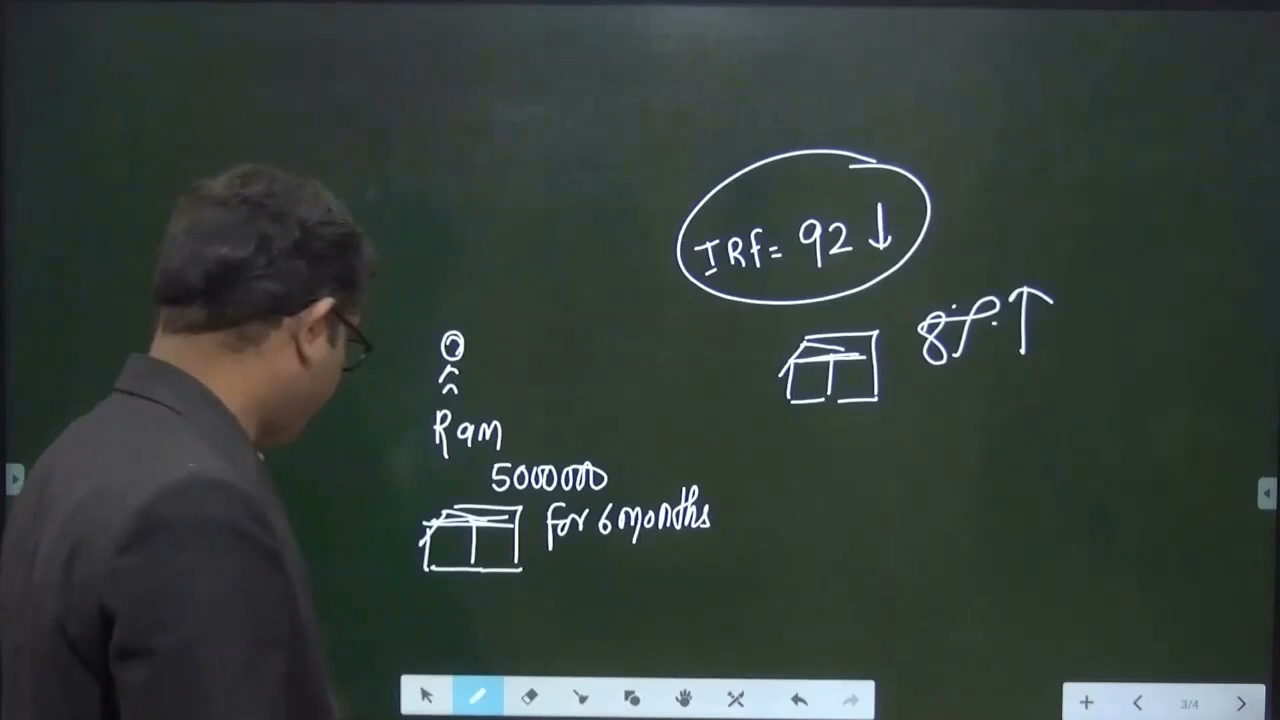 IRf= 92 ↓
8% ↑
Ram
5000000
for 6 months
3/4